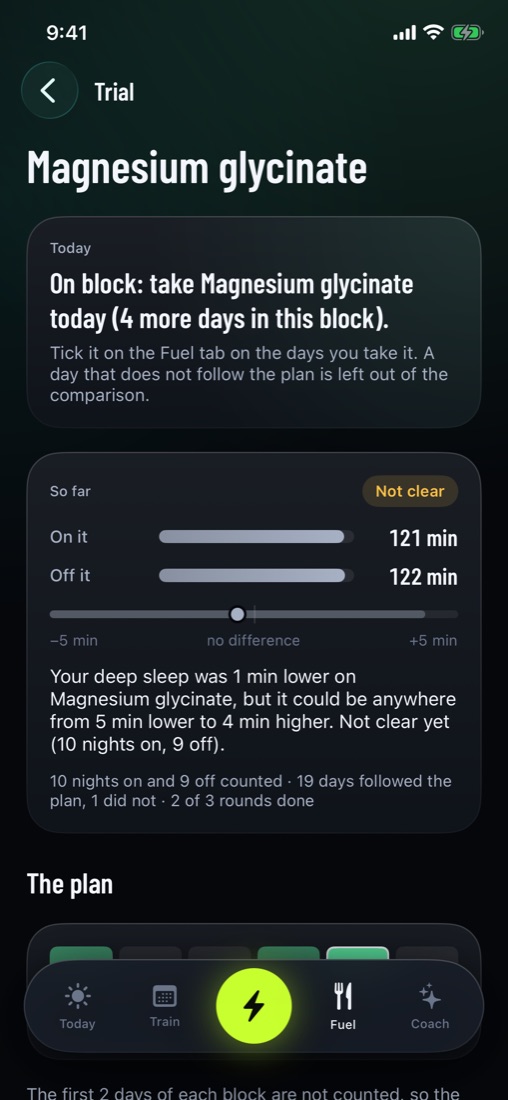 9:41
Trial
Magnesium glycinate
Today
On block: take Magnesium glycinate
today (4 more days in this block).
Tick it on the Fuel tab on the days you take it. A
day that does not follow the plan is left out of the
comparison.
So far
Not clear
On it
121 min
Off it
122 min
−5 min
no difference
+5 min
Your deep sleep was 1 min lower on
Magnesium glycinate, but it could be anywhere
from 5 min lower to 4 min higher. Not clear yet
(10 nights on, 9 off).
10 nights on and 9 off counted · 19 days followed the
plan, 1 did not · 2 of 3 rounds done
The plan
Today
Train
Fuel
Coach
The first 2 days of each block are not counted, so the